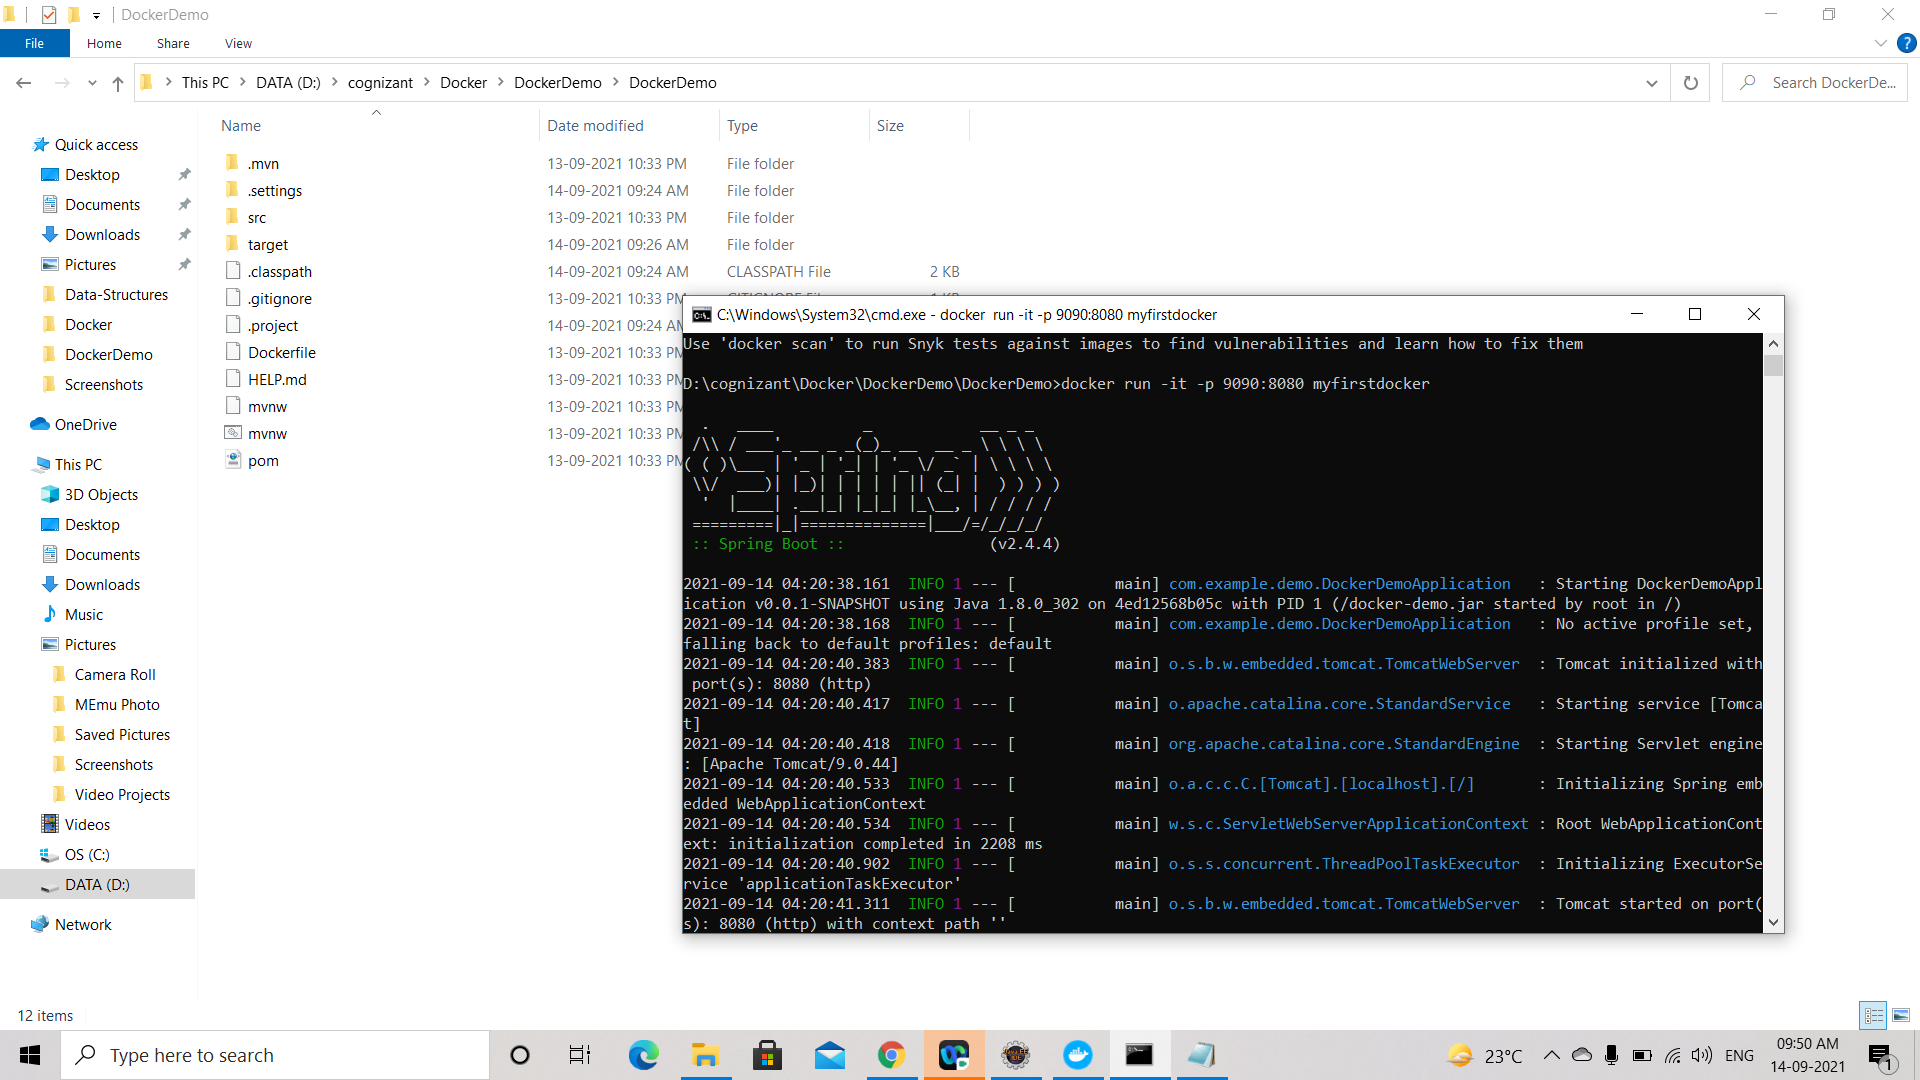 DockerDemo
File Home Share View
This PC DATA (D:) cognizant Docker DockerDemo DockerDemo
Search DockerDe...
Name Date modified Type Size
Quick access
Desktop
Documents
Downloads
Pictures
Data-Structures
Docker
DockerDemo
Screenshots
OneDrive
This PC
3D Objects
Desktop
Documents
Downloads
Music
Pictures
Camera Roll
MEmu Photo
Saved Pictures
Screenshots
Video Projects
Videos
OS (C:)
DATA (D:)
Network
.mvn 13-09-2021 10:33 PM File folder
.settings 14-09-2021 09:24 AM File folder
src 13-09-2021 10:33 PM File folder
target 14-09-2021 09:26 AM File folder
.classpath 14-09-2021 09:24 AM CLASSPATH File 2 KB
.gitignore 13-09-2021 10:33 PM
.project 14-09-2021 09:24 AM
Dockerfile 13-09-2021 10:33 PM
HELP.md 13-09-2021 10:33 PM
mvnw 13-09-2021 10:33 PM
mvnw 13-09-2021 10:33 PM
pom 13-09-2021 10:33 PM
C:\Windows\System32\cmd.exe - docker run -it -p 9090:8080 myfirstdocker
Use 'docker scan' to run Snyk tests against images to find vulnerabilities and learn how to fix them
D:\cognizant\Docker\DockerDemo\DockerDemo>docker run -it -p 9090:8080 myfirstdocker
Spring
:: Spring Boot :: (v2.4.4)
2021-09-14 04:20:38.161 INFO 1 --- [ main] com.example.demo.DockerDemoApplication : Starting DockerDemoAppl
ication v0.0.1-SNAPSHOT using Java 1.8.0_302 on 4ed12568b05c with PID 1 (/docker-demo.jar started by root in /)
2021-09-14 04:20:38.168 INFO 1 --- [ main] com.example.demo.DockerDemoApplication : No active profile set,
falling back to default profiles: default
2021-09-14 04:20:40.383 INFO 1 --- [ main] o.s.b.w.embedded.tomcat.TomcatWebServer : Tomcat initialized with
port(s): 8080 (http)
2021-09-14 04:20:40.417 INFO 1 --- [ main] o.apache.catalina.core.StandardService : Starting service [Tomca
t]
2021-09-14 04:20:40.418 INFO 1 --- [ main] org.apache.catalina.core.StandardEngine : Starting Servlet engine
: [Apache Tomcat/9.0.44]
2021-09-14 04:20:40.533 INFO 1 --- [ main] o.a.c.c.C.[Tomcat].[localhost].[/] : Initializing Spring emb
edded WebApplicationContext
2021-09-14 04:20:40.534 INFO 1 --- [ main] w.s.c.ServletWebServerApplicationContext : Root WebApplicationCont
ext: initialization completed in 2208 ms
2021-09-14 04:20:40.902 INFO 1 --- [ main] o.s.s.concurrent.ThreadPoolTaskExecutor : Initializing ExecutorSe
rvice 'applicationTaskExecutor'
2021-09-14 04:20:41.311 INFO 1 --- [ main] o.s.b.w.embedded.tomcat.TomcatWebServer : Tomcat started on port(
s): 8080 (http) with context path ''
12 items
Type here to search
23°C
ENG
09:50 AM
14-09-2021
1